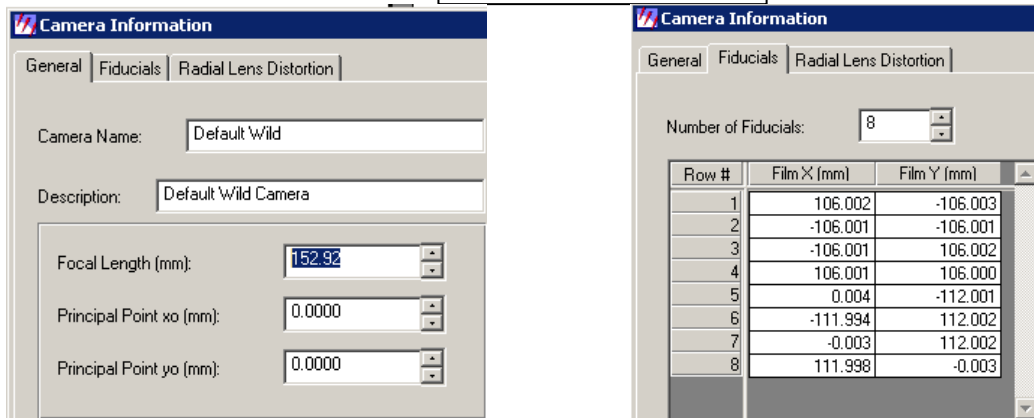 Camera Information
General Fiducials Radial Lens Distortion
Camera Name: Default Wild
Description: Default Wild Camera
Focal Length (mm): 152.92
Principal Point xo (mm): 0.0000
Principal Point yo (mm): 0.0000
Camera Information
General Fiducials Radial Lens Distortion
Number of Fiducials: 8
Row # Film X (mm) Film Y (mm)
1 106.002 -106.003
2 -106.001 -106.001
3 -106.001 106.002
4 106.001 106.000
5 0.004 -112.001
6 -111.994 112.002
7 -0.003 112.002
8 111.998 -0.003